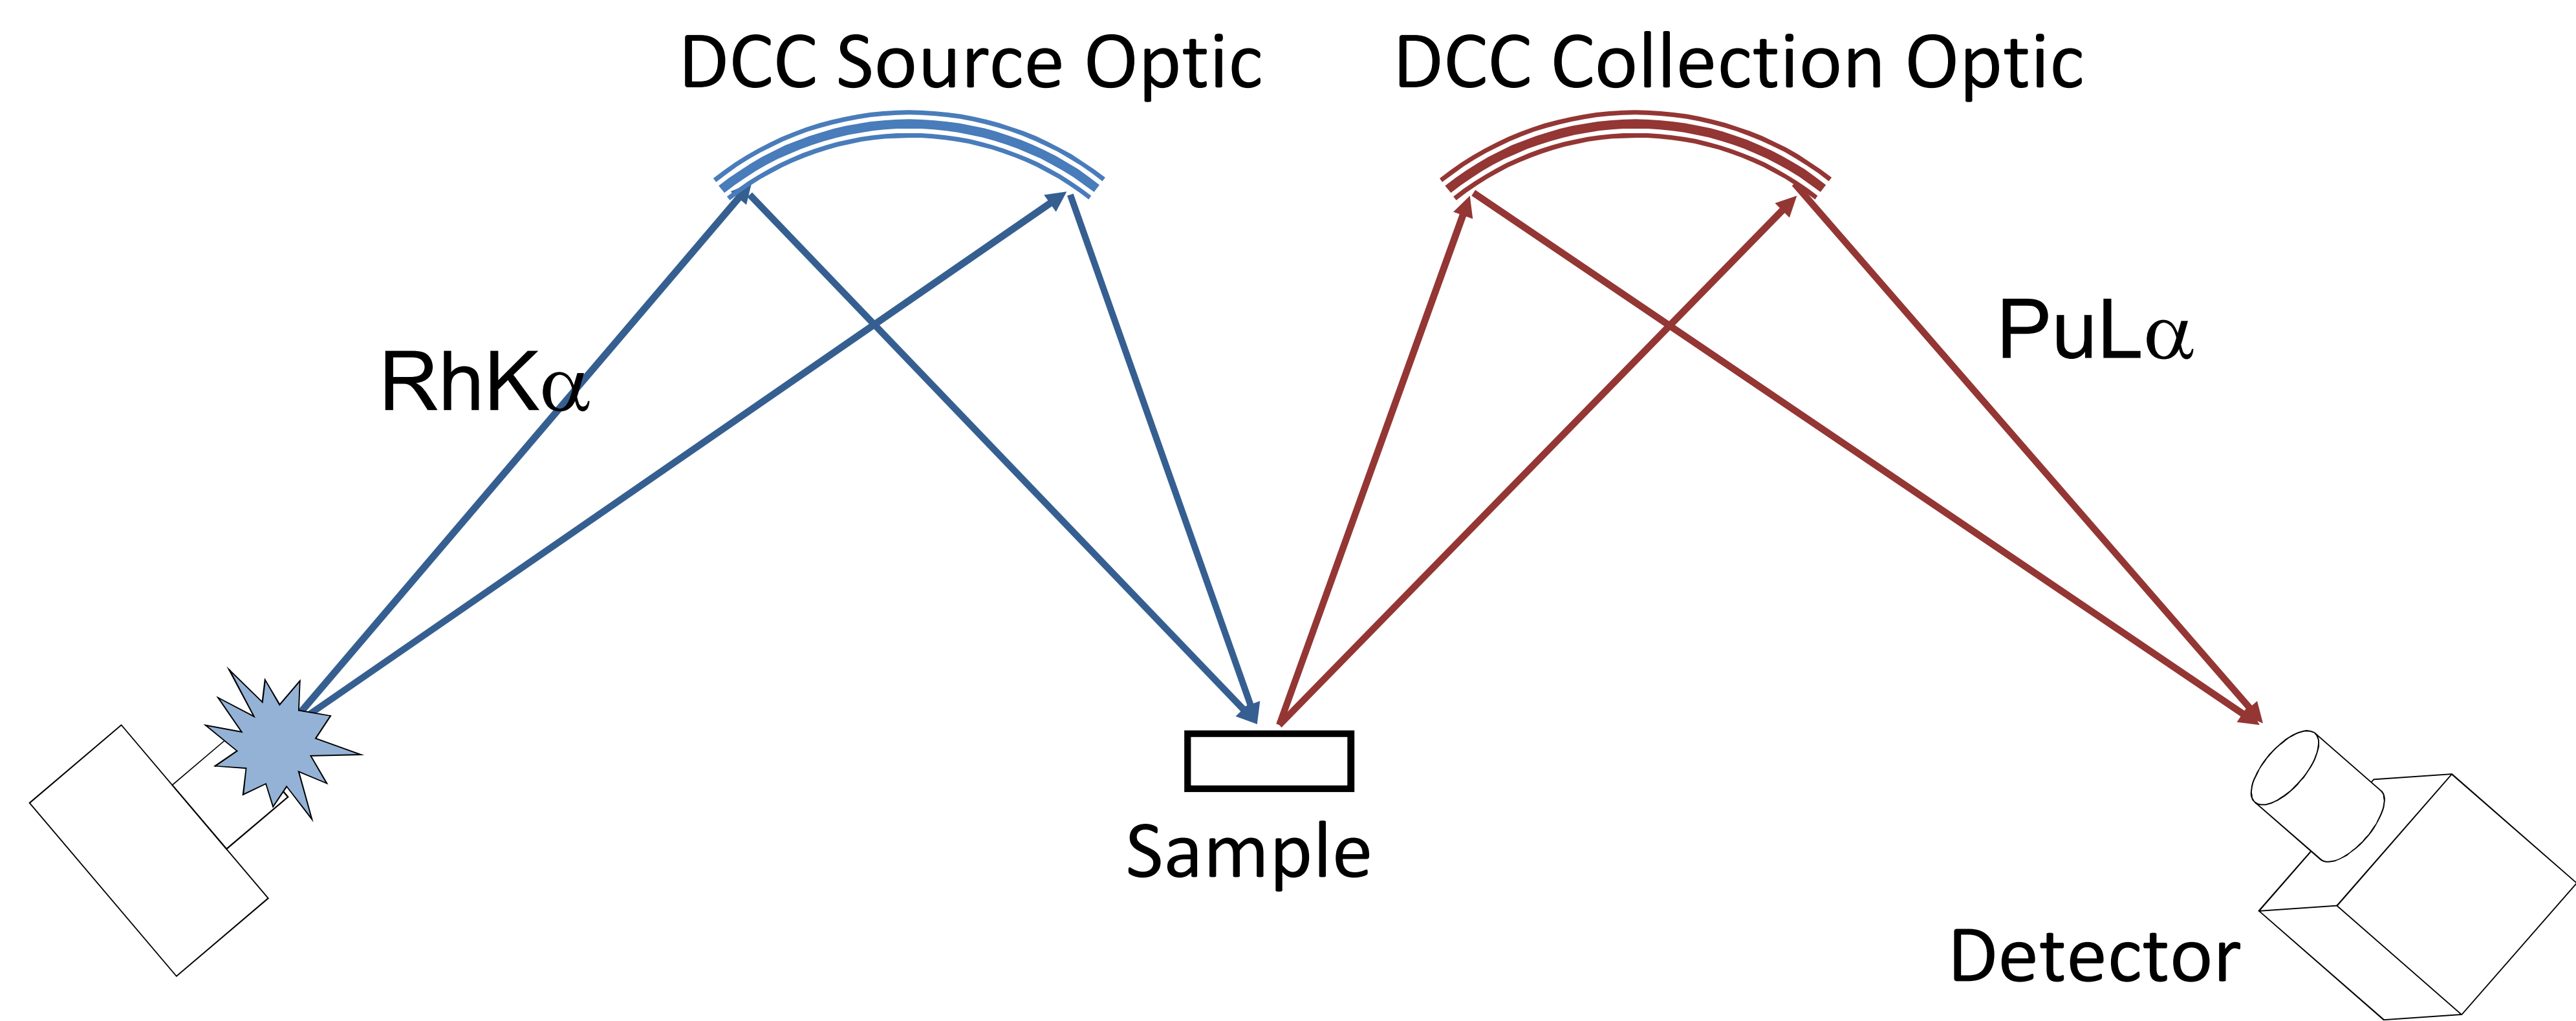 DCC Source Optic
DCC Collection Optic
RhKα
PuLα
Sample
Detector